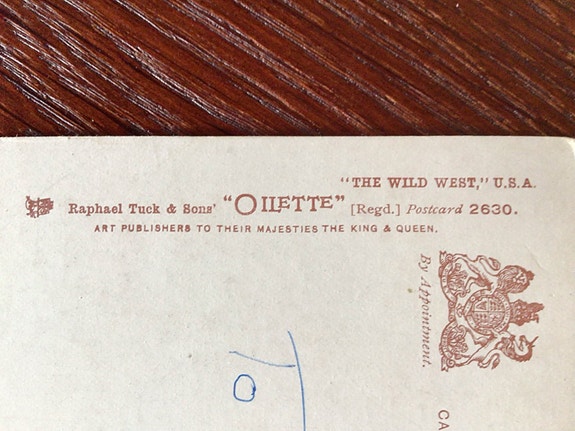 "THE WILD WEST," U.S.A.
Raphael Tuck & Sons' "OILETTE" [Regd.] Postcard 2630.
ART PUBLISHERS TO THEIR MAJESTIES THE KING & QUEEN.
By Appointment.
CA
To